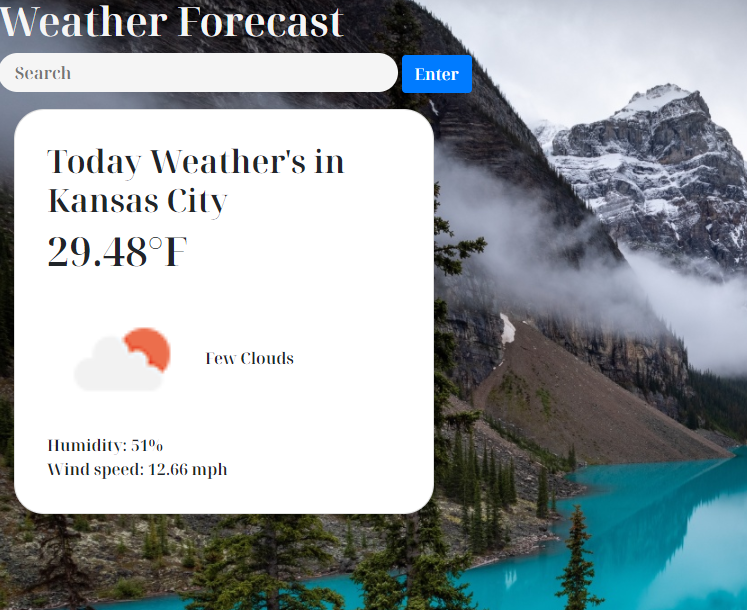 Weather Forecast
Search
Enter
Today Weather's in
Kansas City
29.48°F
Few Clouds
Humidity: 51%
Wind speed: 12.66 mph